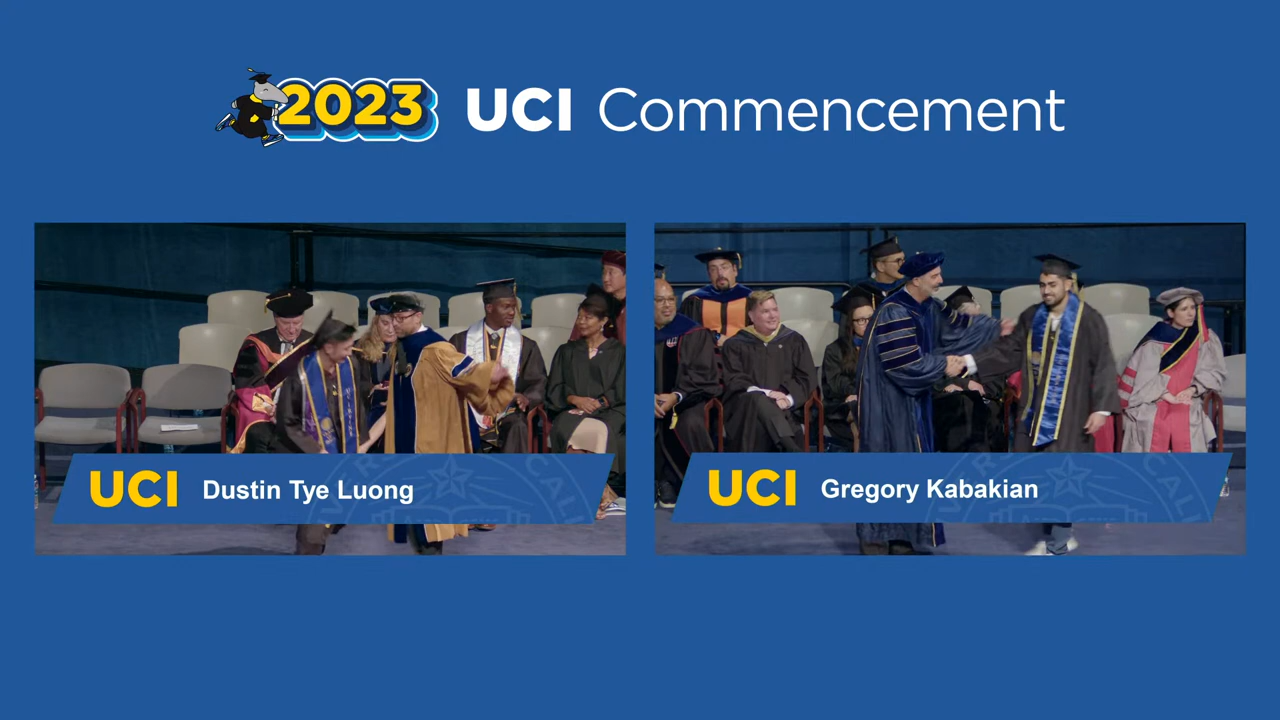 2023 UCI Commencement
UCI Dustin Tye Luong
UCI Gregory Kabakian